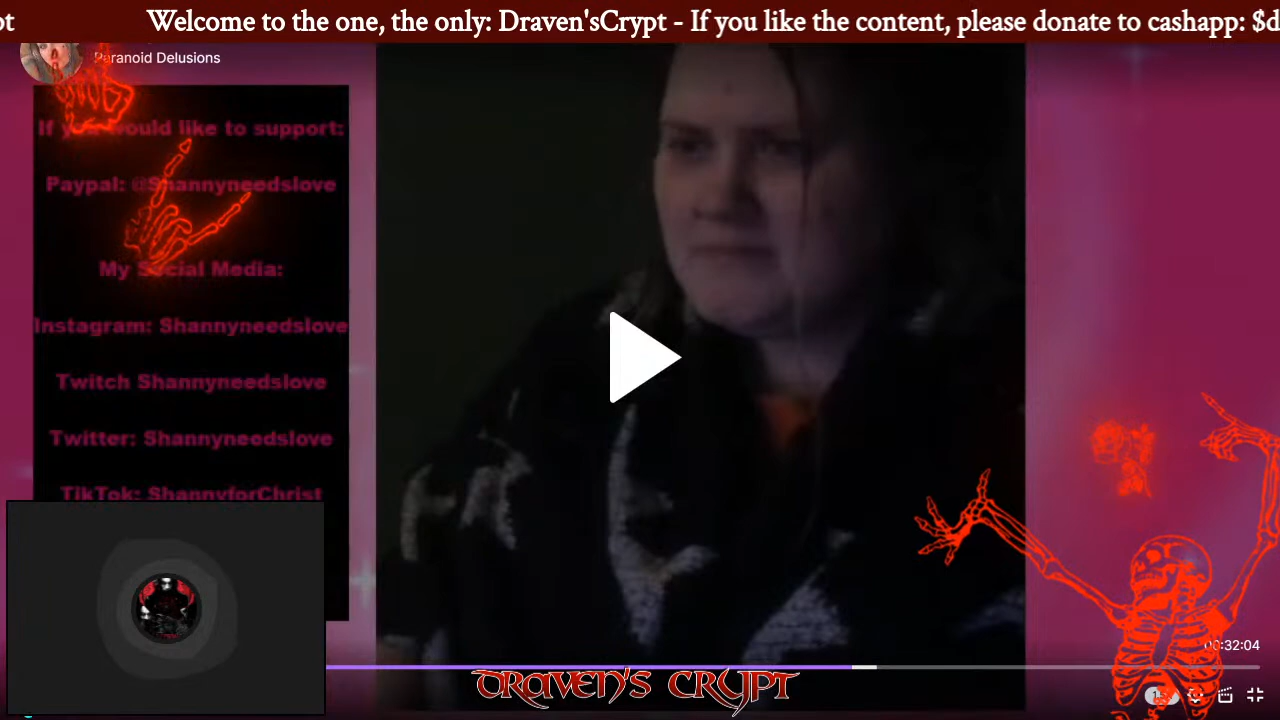 pt Welcome to the one, the only: Draven'sCrypt - If you like the content, please donate to cashapp: $d
Paranoid Delusions
If you would like to support:
Paypal: @Shannyneedslove
My Social Media:
Instagram: Shannyneedslove
Twitch Shannyneedslove
Twitter: Shannyneedslove
TikTok: ShannyforChrist
00:32:04
DRAVEN'S CRYPT